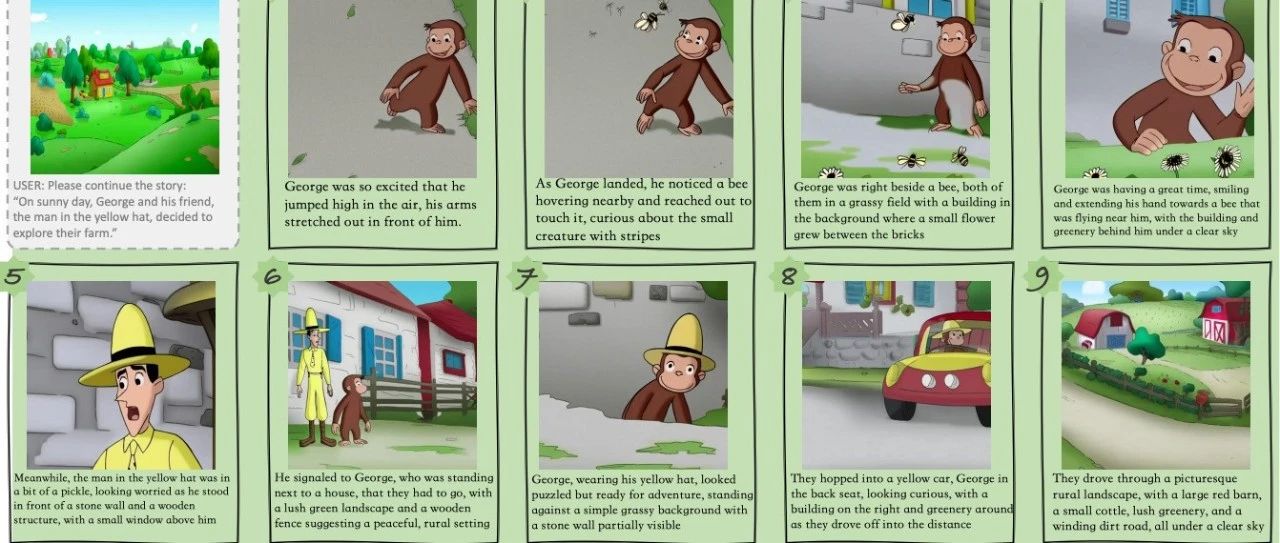 USER: Please continue the story:
“On sunny day, George and his friend,
the man in the yellow hat, decided to
explore their farm.”
George was so excited that he
jumped high in the air, his arms
stretched out in front of him.
As George landed, he noticed a bee
hovering nearby and reached out to
touch it, curious about the small
creature with stripes
George was right beside a bee, both of
them in a grassy field with a building in
the background where a small flower
grew between the bricks
George was having a great time, smiling
and extending his hand towards a bee that
was flying near him, with the building and
greenery behind him under a clear sky
5
Meanwhile, the man in the yellow hat was in
a bit of a pickle, looking worried as he stood
in front of a stone wall and a wooden
structure, with a small window above him
6
He signaled to George, who was standing
next to a house, that they had to go, with
a lush green landscape and a wooden
fence suggesting a peaceful, rural setting
7
George, wearing his yellow hat, looked
puzzled but ready for adventure, standing
against a simple grassy background with
a stone wall partially visible
8
They hopped into a yellow car, George in
the back seat, looking curious, with a
building on the right and greenery around
as they drove off into the distance
9
They drove through a picturesque
rural landscape, with a large red barn,
a small cottle, lush greenery, and a
winding dirt road, all under a clear sky